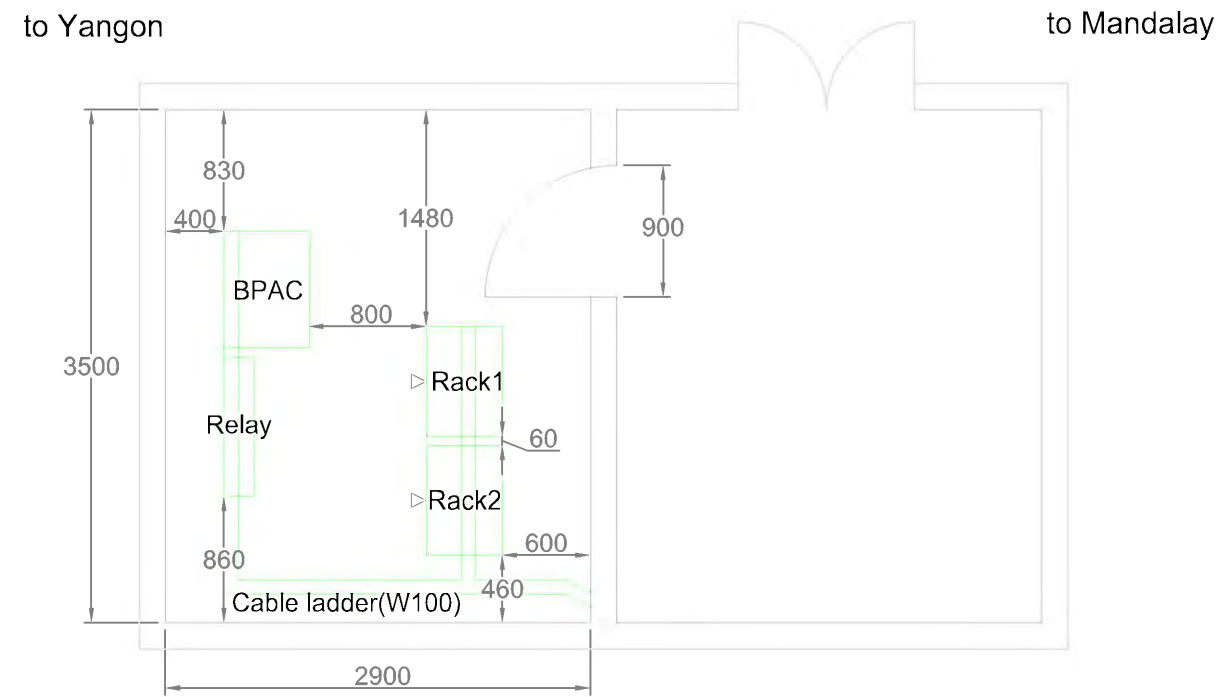 to Yangon
to Mandalay
830
400
1480
900
BPAC
800
3500
Rack1
Relay
60
Rack2
600
860
460
Cable ladder(W100)
2900